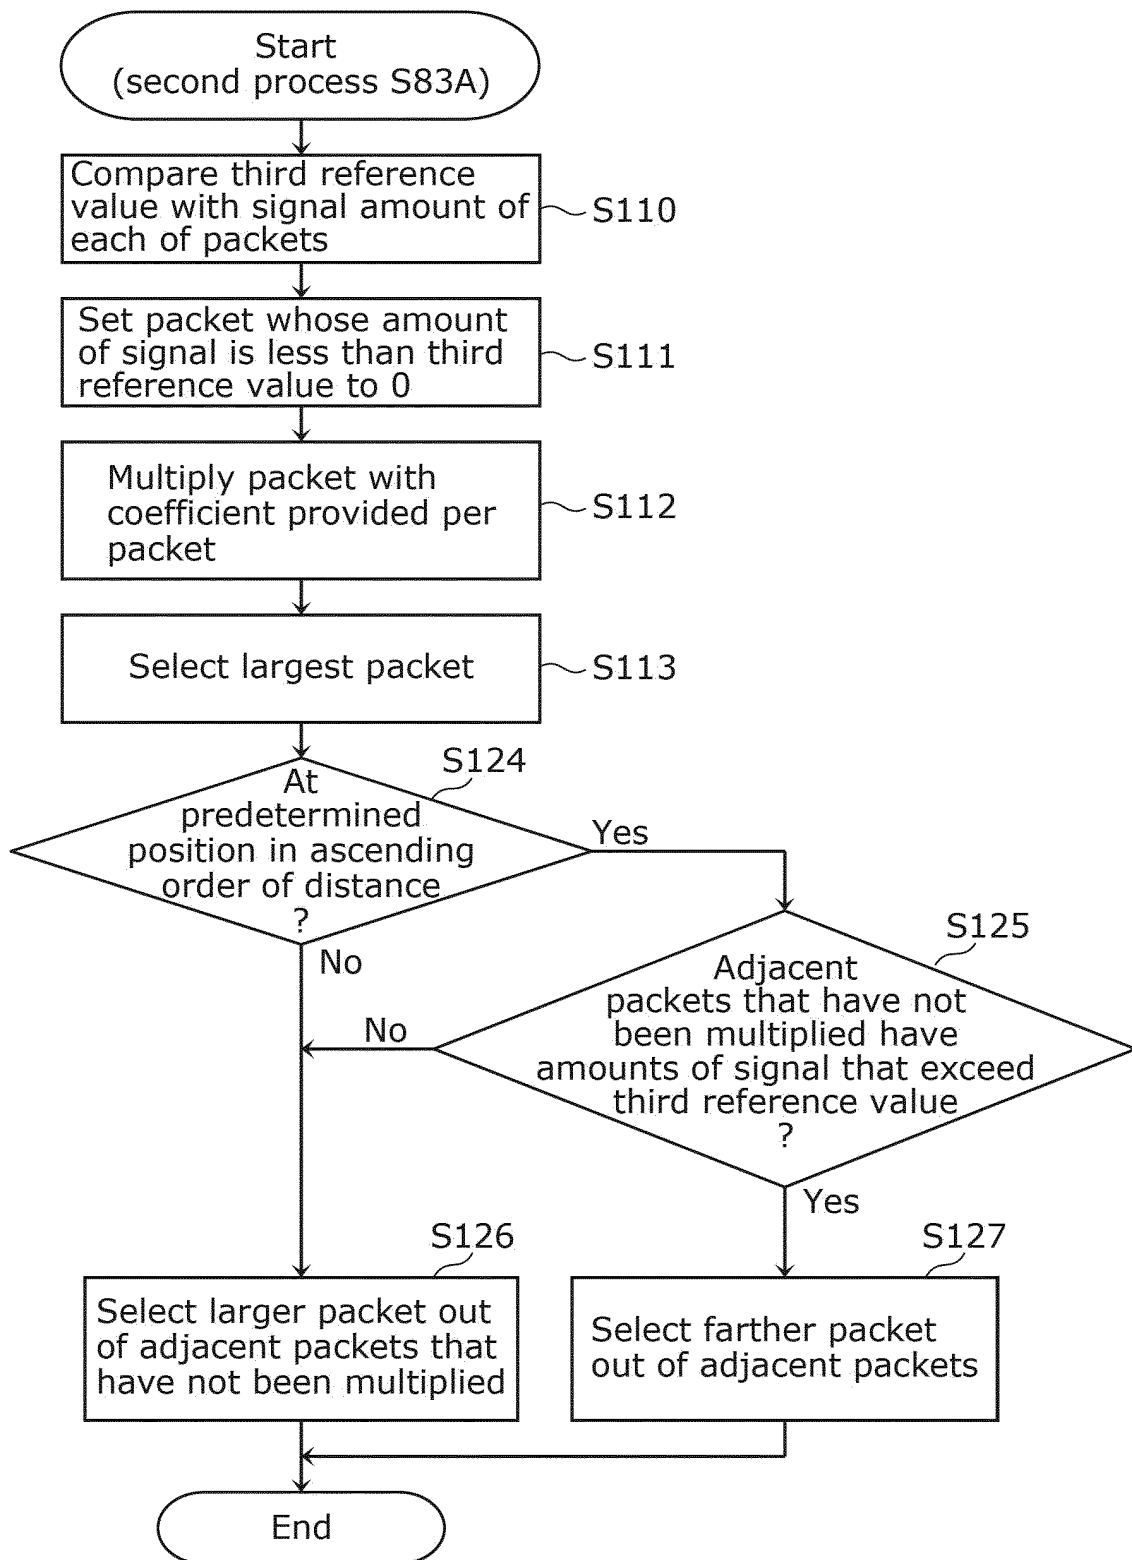 Start
(second process S83A)
Compare third reference
value with signal amount of
each of packets
S110
Set packet whose amount
of signal is less than third
reference value to 0
S111
Multiply packet with
coefficient provided per
packet
S112
Select largest packet
S113
S124
At
predetermined
position in ascending
order of distance
?
Yes
No
S125
Adjacent
packets that have not
been multiplied have
amounts of signal that exceed
third reference value
?
No
Yes
S126
Select larger packet out
of adjacent packets that
have not been multiplied
S127
Select farther packet
out of adjacent packets
End